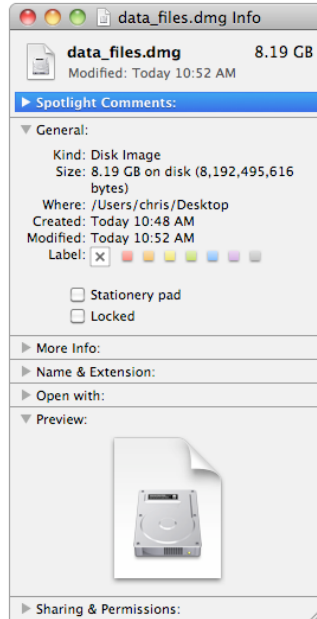 data_files.dmg Info
data_files.dmg 8.19 GB
Modified: Today 10:52 AM
Spotlight Comments:
General:
Kind: Disk Image
Size: 8.19 GB on disk (8,192,495,616
bytes)
Where: /Users/chris/Desktop
Created: Today 10:48 AM
Modified: Today 10:52 AM
Label:
Stationery pad
Locked
More Info:
Name & Extension:
Open with:
Preview:
Sharing & Permissions: